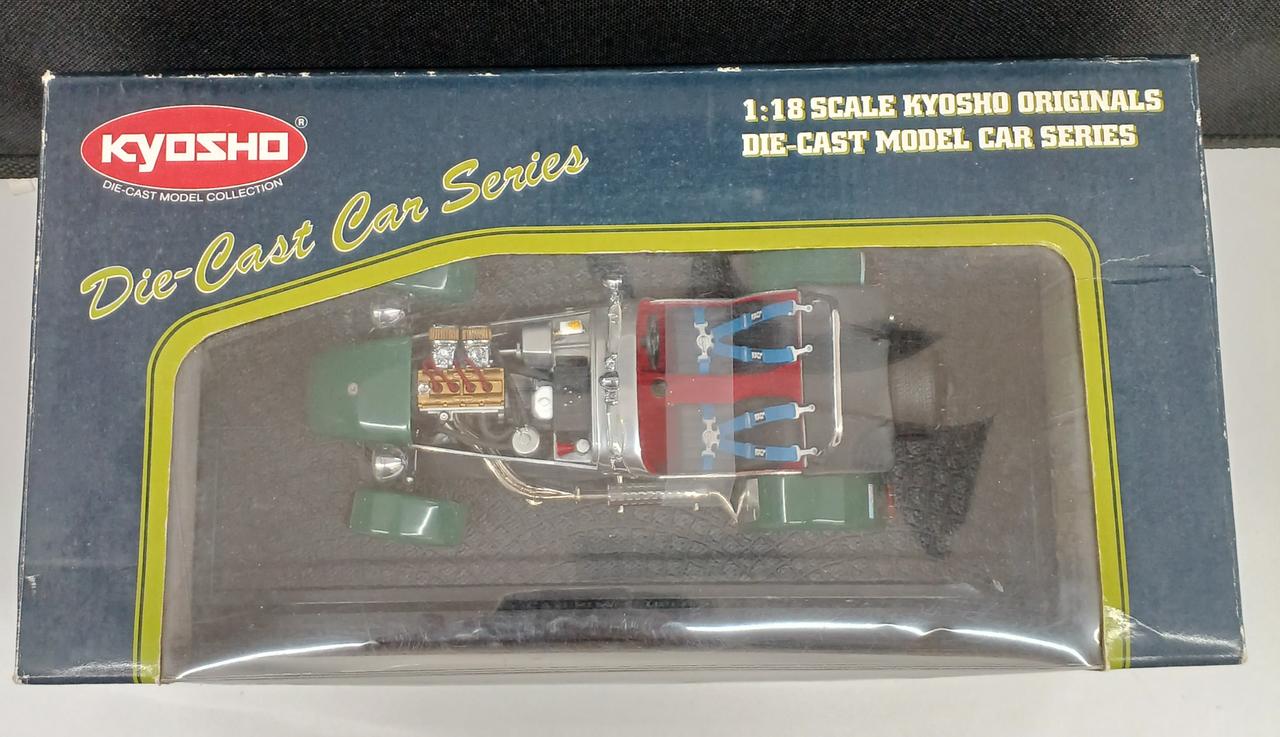 KYOSHO ®
DIE-CAST MODEL COLLECTION
Die-Cast Car Series
1:18 SCALE KYOSHO ORIGINALS
DIE-CAST MODEL CAR SERIES